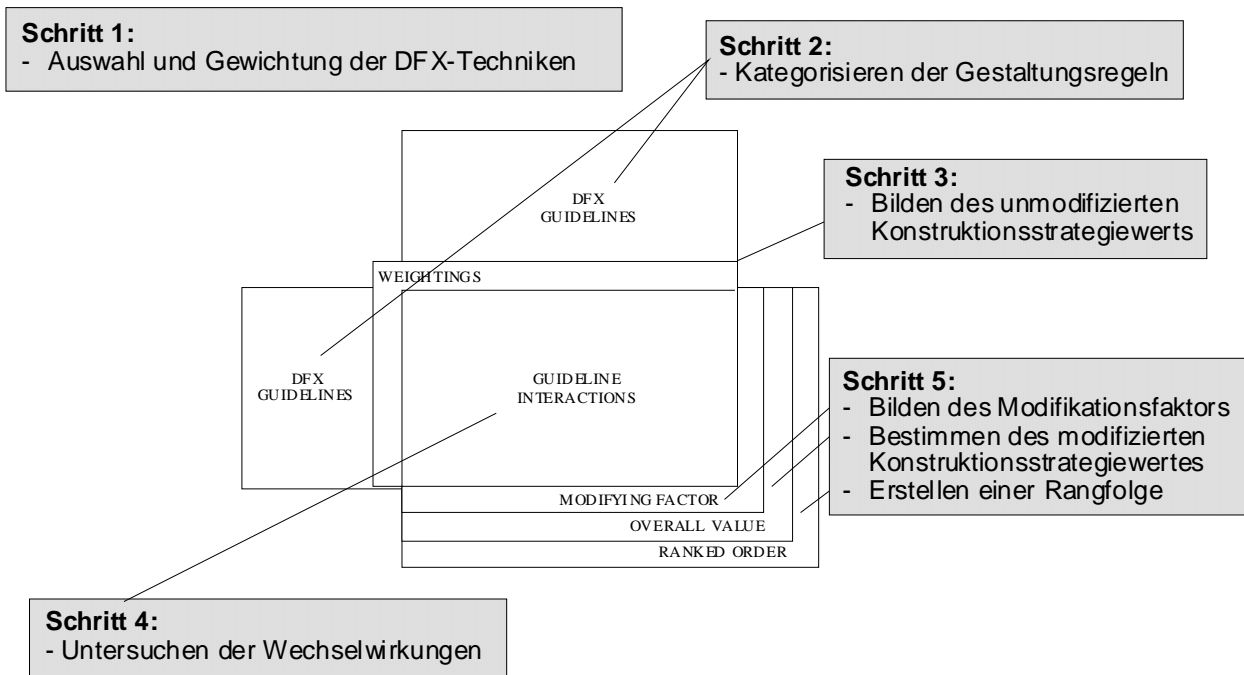 Schritt 1:
- Auswahl und Gewichtung der DFX-Techniken
Schritt 2:
- Kategorisieren der Gestaltungsregeln
DFX
GUIDELINES
Schritt 3:
- Bilden des unmodifizierten
Konstruktionsstrategiewerts
WEIGHTINGS
DFX
GUIDELINES
GUIDELINE
INTERACTIONS
Schritt 5:
- Bilden des Modifikationsfaktors
- Bestimmen des modifizierten
Konstruktionsstrategiewertes
- Erstellen einer Rangfolge
MODIFYING FACTOR
OVERALL VALUE
RANKED ORDER
Schritt 4:
- Untersuchen der Wechselwirkungen